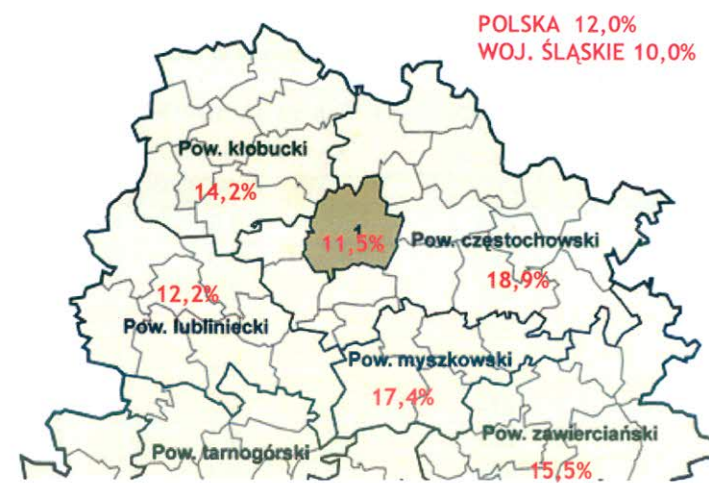 POLSKA 12,0%
WOJ. ŚLĄSKIE 10,0%
Pow. kłobucki
14,2%
1
11,5%
Pow. częstochowski
18,9%
12,2%
Pow. lubliniecki
Pow. myszkowski
17,4%
Pow. zawierciański
Pow. tarnogórski
15,5%